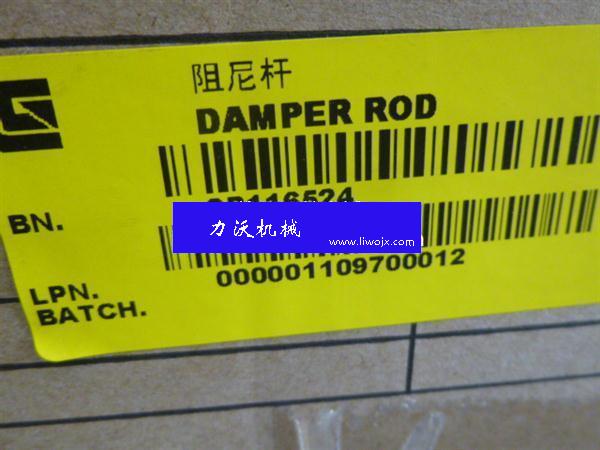 阻尼杆
DAMPER ROD
BN.
力沃机械
www.liwojx.com
LPN.
000001109700012
BATCH.